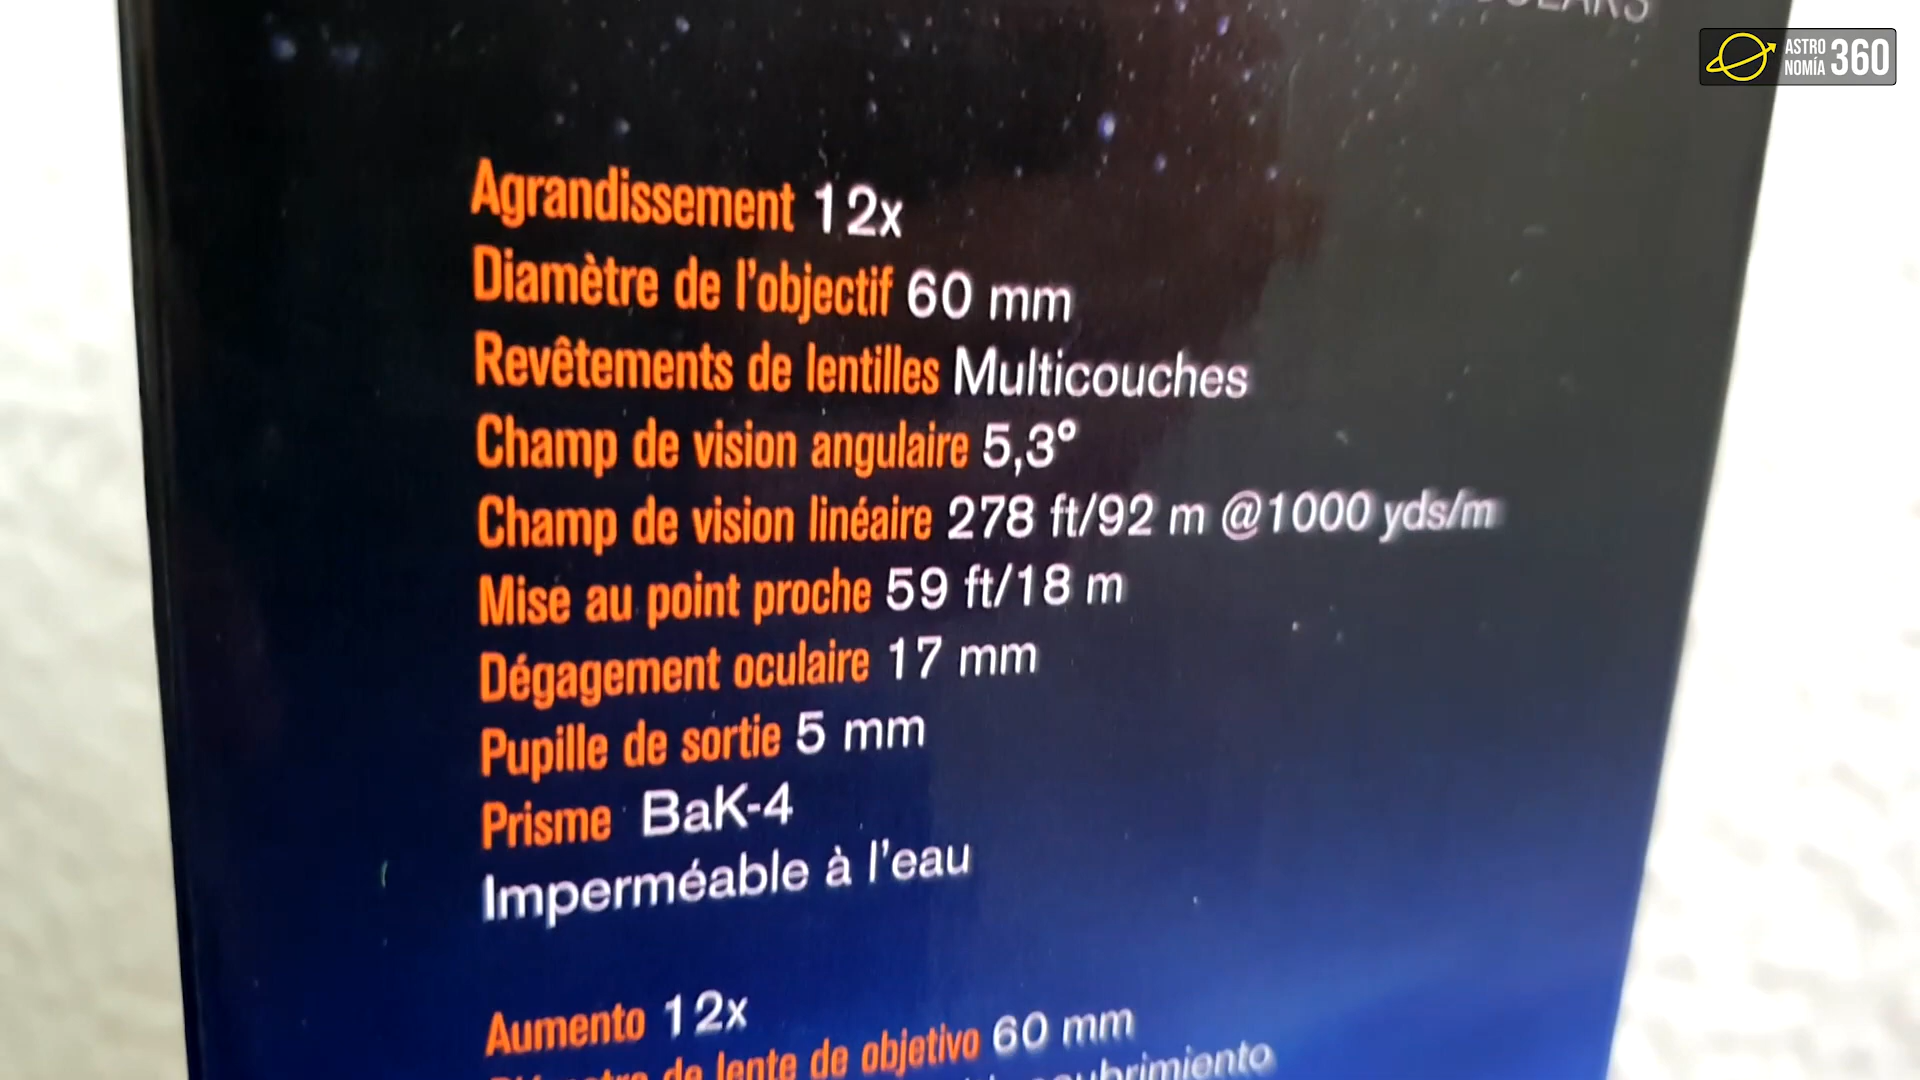 ASTRO
NOMÍA 360
Agrandissement 12x
Diamètre de l'objectif 60 mm
Revêtements de lentilles Multicouches
Champ de vision angulaire 5,3°
Champ de vision linéaire 278 ft/92 m @1000 yds/m
Mise au point proche 59 ft/18 m
Dégagement oculaire 17 mm
Pupille de sortie 5 mm
Prisme BaK-4
Imperméable à l'eau
Aumento 12x
de lente de objetivo 60 mm